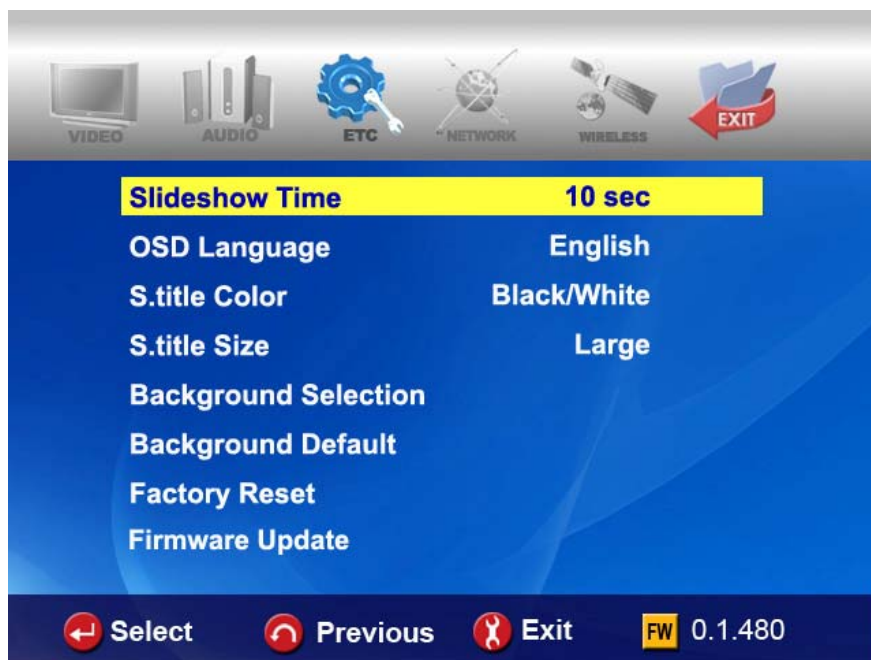 VIDEO AUDIO ETC NETWORK WIRELESS EXIT
Slideshow Time 10 sec
OSD Language English
S.title Color Black/White
S.title Size Large
Background Selection
Background Default
Factory Reset
Firmware Update
Select Previous Exit FW 0.1.480